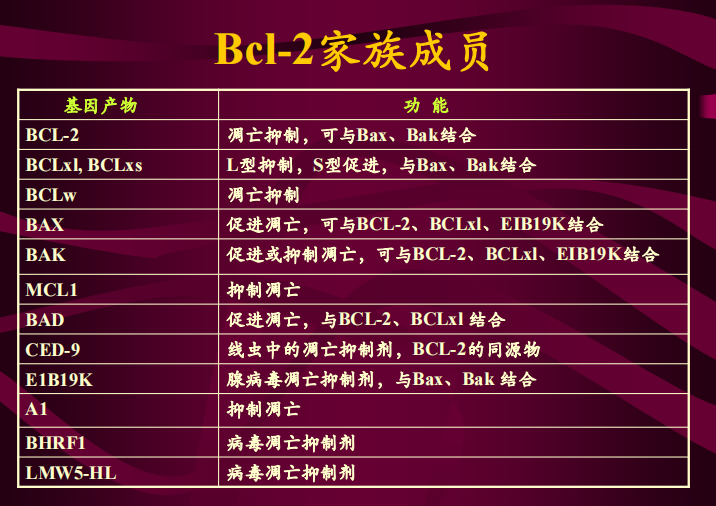 Bcl-2家族成员
基因产物 功 能
BCL-2 凋亡抑制，可与Bax、Bak结合
BCLxl, BCLxs L型抑制，S型促进，与Bax、Bak结合
BCLw 凋亡抑制
BAX 促进凋亡，可与BCL-2、BCLxl、EIB19K结合
BAK 促进或抑制凋亡，可与BCL-2、BCLxl、EIB19K结合
MCL1 抑制凋亡
BAD 促进凋亡，与BCL-2、BCLxl 结合
CED-9 线虫中的凋亡抑制剂，BCL-2的同源物
E1B19K 腺病毒凋亡抑制剂，与Bax、Bak 结合
A1 抑制凋亡
BHRF1 病毒凋亡抑制剂
LMW5-HL 病毒凋亡抑制剂